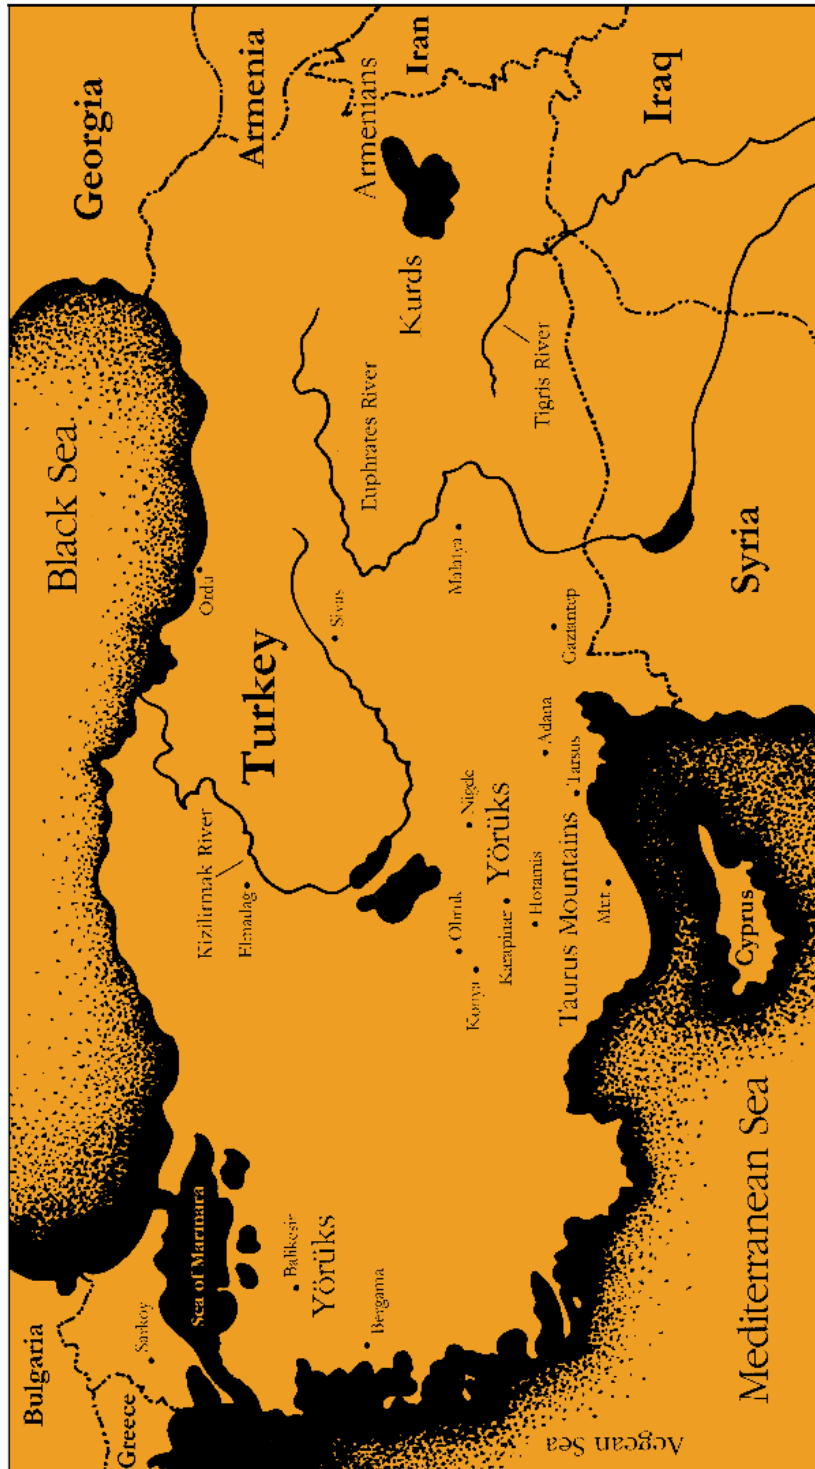 Black Sea
Georgia
Bulgaria
Greece
Armenia
Sarköy
Sea of Marmara
Ordu
Turkey
Kizilirmak River
Elmadag
Sivas
Balikesir
Yörüks
Bergama
Euphrates River
Armenians
Iran
Kurds
Malatya
Obruk
Konya
Nigde
Karapinar
Yörüks
Hotamis
Adana
Gaziantep
Tigris River
Taurus Mountains
Tarsus
Mut
Iraq
Aegean Sea
Mediterranean Sea
Cyprus
Syria